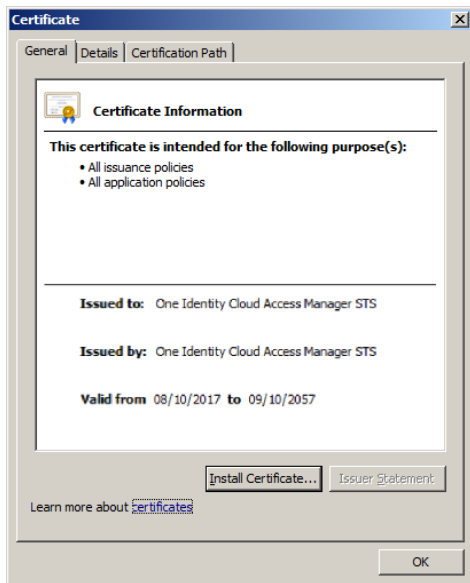 Certificate
General
Details
Certification Path
Certificate Information
This certificate is intended for the following purpose(s):
• All issuance policies
• All application policies
Issued to: One Identity Cloud Access Manager STS
Issued by: One Identity Cloud Access Manager STS
Valid from 08/10/2017 to 09/10/2057
Install Certificate...
Issuer Statement
Learn more about certificates
OK